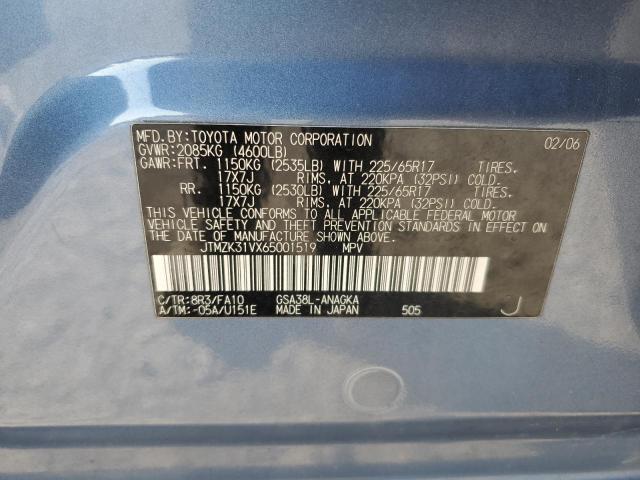 MFD. BY: TOYOTA MOTOR CORPORATION 02/06
GVWR: 2085KG (4600LB)
GAWR: FRT. 1150KG (2535LB) WITH 225/65R17 TIRES.
17X7J RIMS, AT 220KPA (32PSI) COLD.
RR. 1150KG (2530LB) WITH 225/65R17 TIRES.
17X7J RIMS, AT 220KPA (32PSI) COLD.
THIS VEHICLE CONFORMS TO ALL APPLICABLE FEDERAL MOTOR
VEHICLE SAFETY AND THEFT PREVENTION STANDARDS IN EFFECT ON
THE DATE OF MANUFACTURE SHOWN ABOVE.
JTMZK31VX65001519 MPV
C/TR: 8R3/FA10 GSA38L-ANAGKA
A/TM: -05A/U151E MADE IN JAPAN 505 J